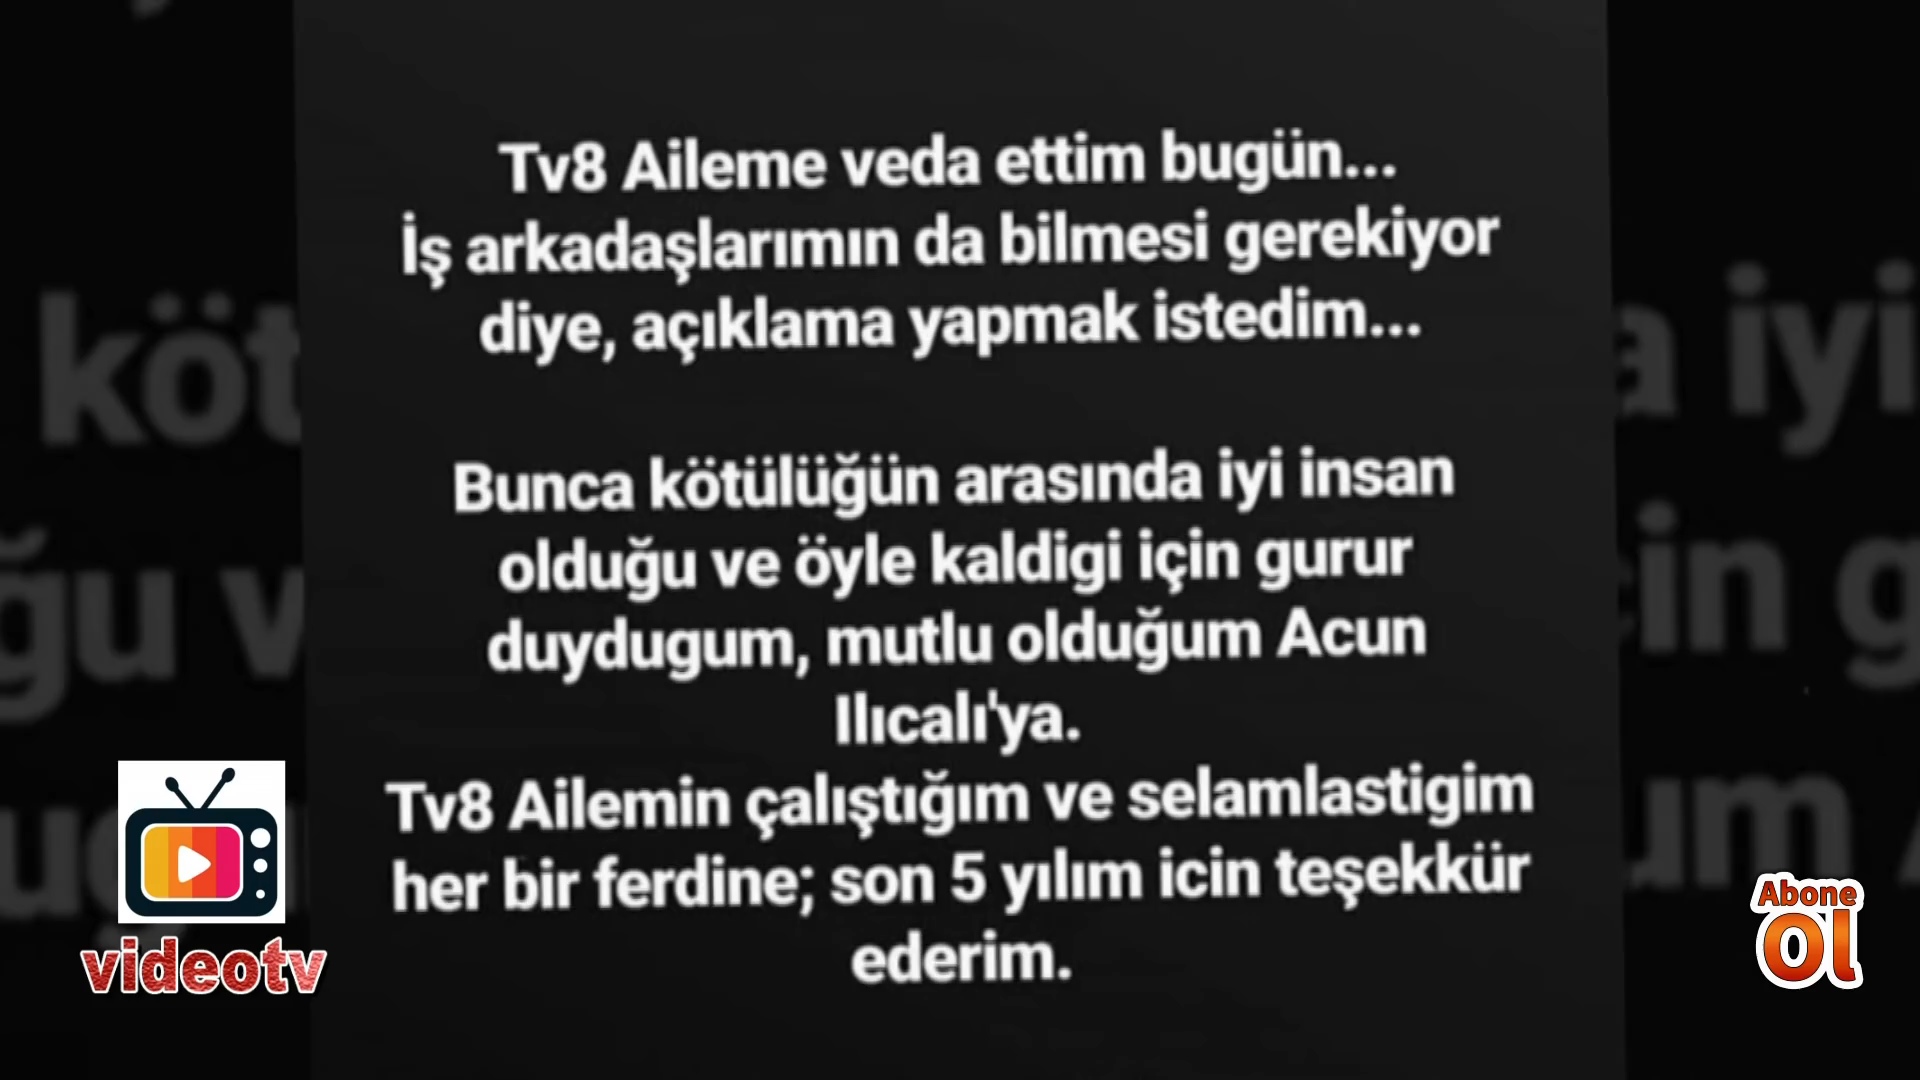 Tv8 Aileme veda ettim bugün...
İş arkadaşlarımın da bilmesi gerekiyor
diye, açıklama yapmak istedim...
Bunca kötülüğün arasında iyi insan
olduğu ve öyle kaldigi için gurur
duydugum, mutlu olduğum Acun
Ilıcalı'ya.
Tv8 Ailemin çalıştığım ve selamlastigim
her bir ferdine; son 5 yılım icin teşekkür
ederim.
videotv
Abone
ol